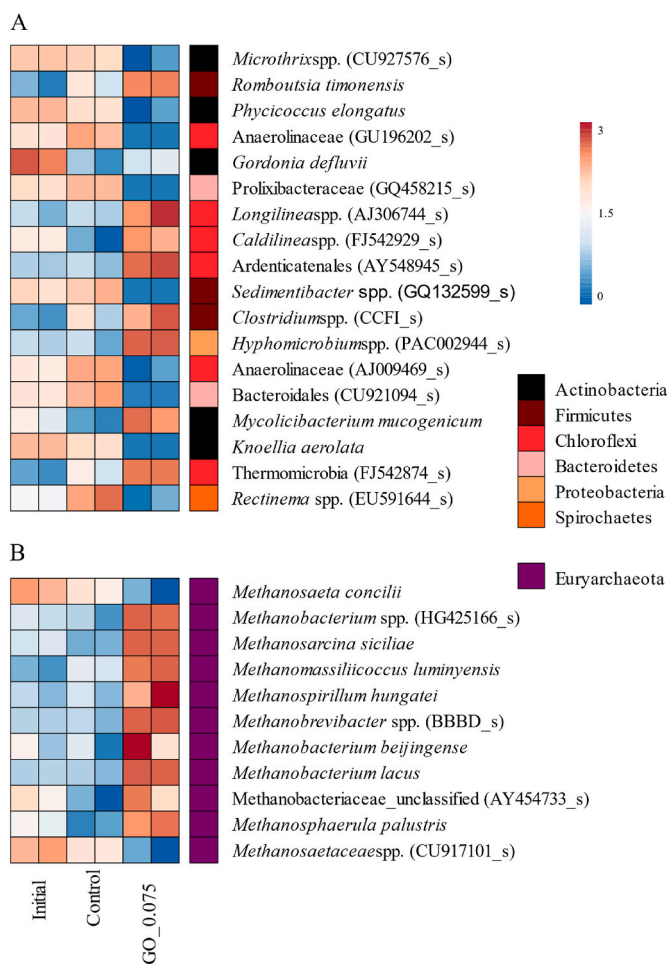 A
Microthrixspp. (CU927576_s)
Romboutsia timonensis
Phycicoccus elongatus
Anaerolinaceae (GU196202_s)
Gordonia defluvii
Prolixibacteraceae (GQ458215_s)
Longilineaspp. (AJ306744_s)
Caldilineaspp. (FJ542929_s)
Ardenticatenales (AY548945_s)
Sedimentibacter spp. (GQ132599_s)
Clostridiumspp. (CCFI_s)
Hyphomicrobiumspp. (PAC002944_s)
Anaerolinaceae (AJ009469_s)
Bacteroidales (CU921094_s)
Mycolicibacterium mucogenicum
Knoellia aerolata
Thermomicrobia (FJ542874_s)
Rectinema spp. (EU591644_s)
3
1.5
0
Actinobacteria
Firmicutes
Chloroflexi
Bacteroidetes
Proteobacteria
Spirochaetes
Euryarchaeota
B
Methanosaeta concilii
Methanobacterium spp. (HG425166_s)
Methanosarcina siciliae
Methanomassiliicoccus luminyensis
Methanospirillum hungatei
Methanobrevibacter spp. (BBBD_s)
Methanobacterium beijingense
Methanobacterium lacus
Methanobacteriaceae_unclassified (AY454733_s)
Methanosphaerula palustris
Methanosaetaceaespp. (CU917101_s)
Initial
Control
GO_0.075